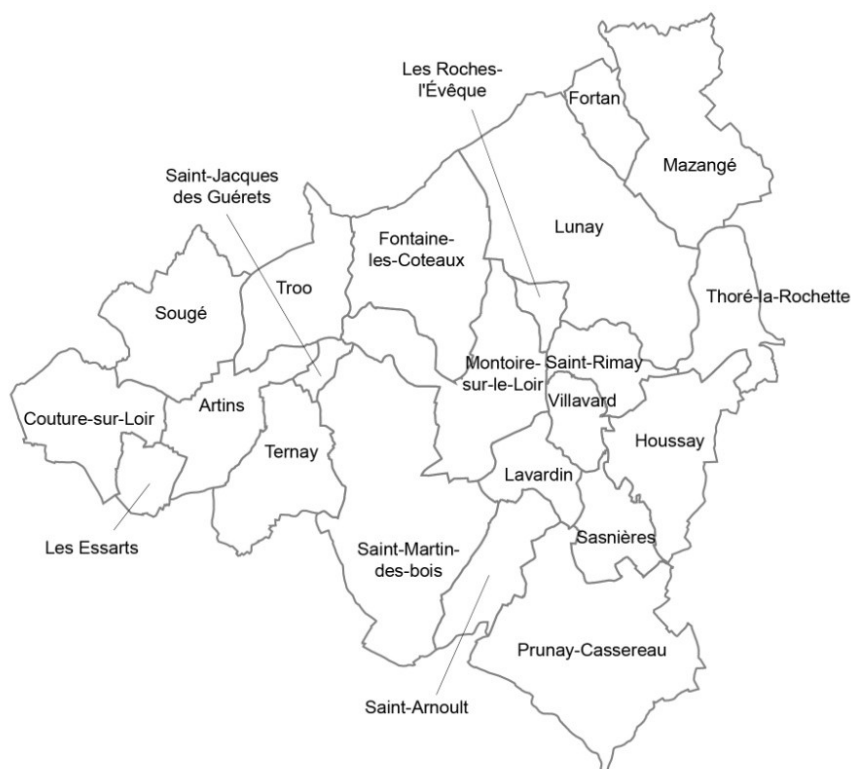 Les Roches-
l'Évêque
Fortan
Mazangé
Saint-Jacques
des Guérets
Fontaine-
les-Coteaux
Lunay
Troo
Sougé
Thoré-la-Rochette
Montoire-
sur-le-Loir
Saint-Rimay
Villavard
Couture-sur-Loir
Artins
Houssay
Ternay
Lavardin
Les Essarts
Sasnières
Saint-Martin-
des-bois
Prunay-Cassereau
Saint-Arnoult